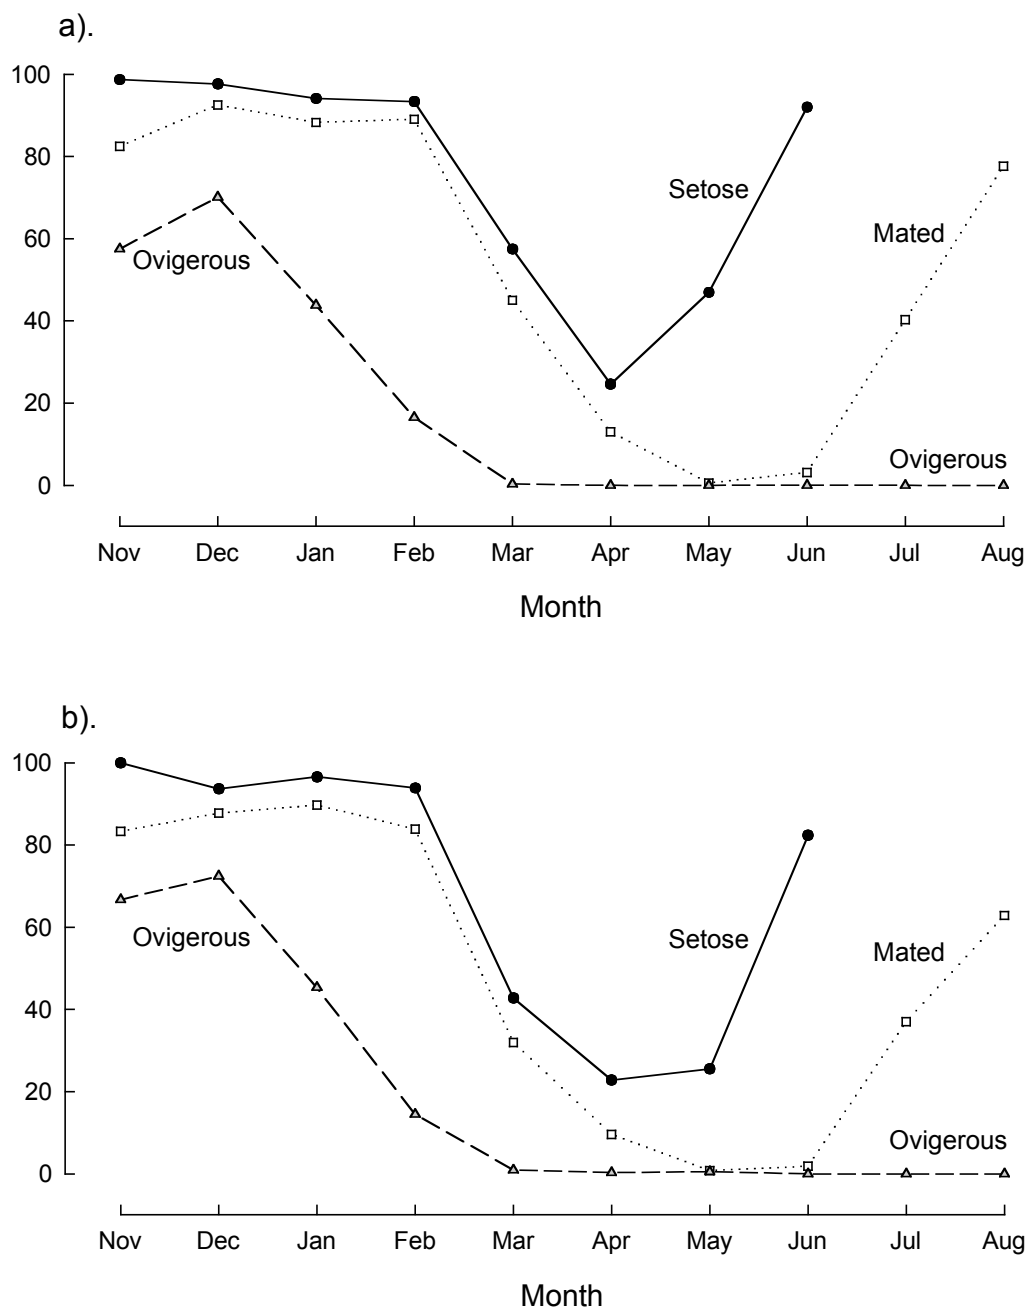 a).
100
80
60
40
20
0
Setose
Mated
Ovigerous
Ovigerous
Nov Dec Jan Feb Mar Apr May Jun Jul Aug
Month
b).
100
80
60
40
20
0
Ovigerous
Setose
Mated
Ovigerous
Nov Dec Jan Feb Mar Apr May Jun Jul Aug
Month